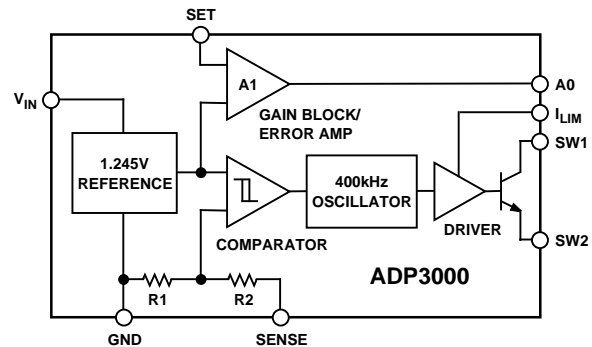 SET
V_IN
A1
A0
GAIN BLOCK/
ERROR AMP
I_LIM
SW1
1.245V
REFERENCE
400kHz
OSCILLATOR
COMPARATOR
DRIVER
SW2
R1
R2
ADP3000
GND
SENSE